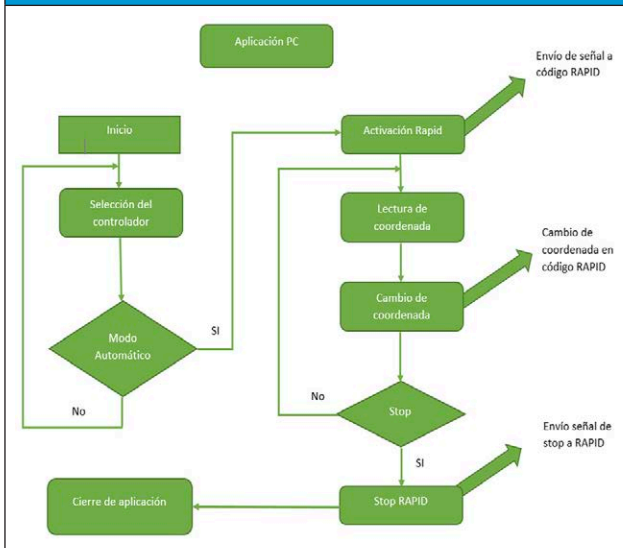 Aplicación PC
Inicio
Selección del
controlador
Modo
Automático
SI
No
Activación Rapid
Envío de señal a
código RAPID
Lectura de
coordenada
Cambio de
coordenada
Cambio de
coordenada en
código RAPID
No
Stop
SI
Stop RAPID
Envío señal de
stop a RAPID
Cierre de aplicación